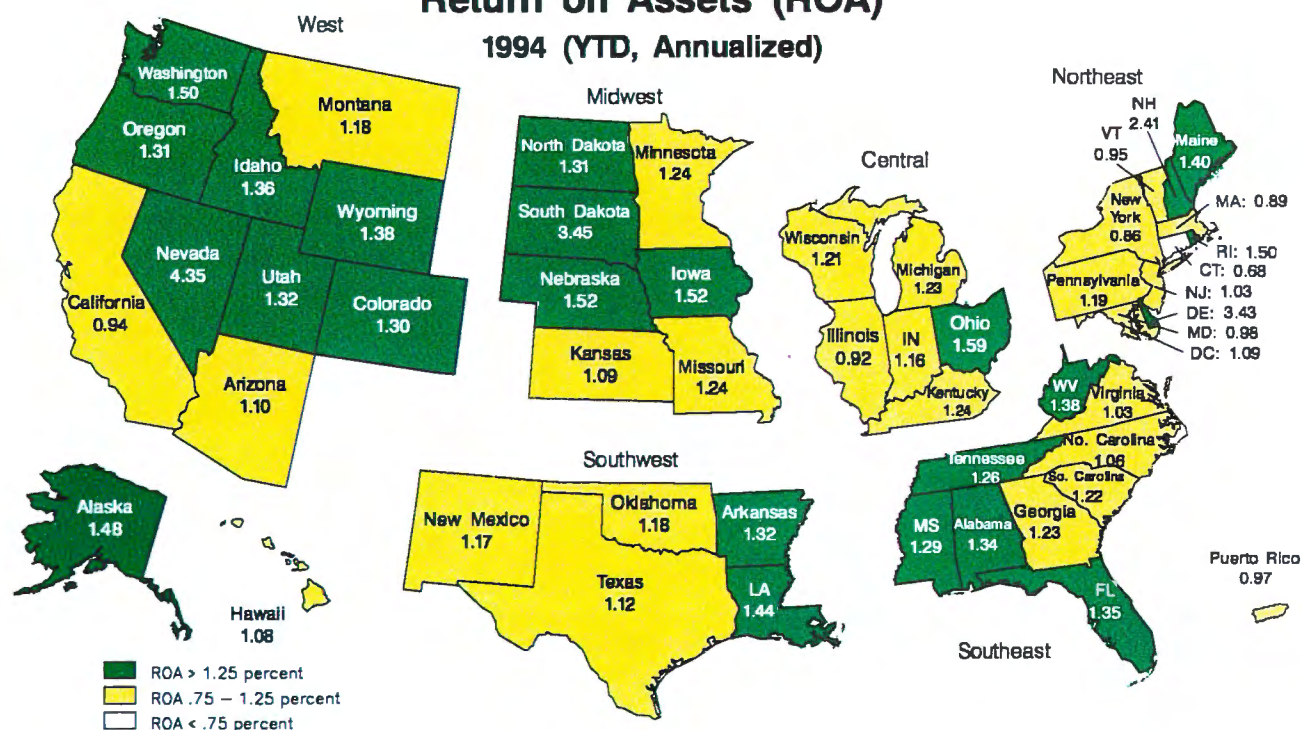 Return on Assets (ROA)
1994 (YTD, Annualized)
West
Washington
1.50
Montana
1.18
Oregon
1.31
Idaho
1.36
Wyoming
1.38
Nevada
4.35
Utah
1.32
Colorado
1.30
California
0.94
Arizona
1.10
Alaska
1.48
Hawaii
1.08
Midwest
North Dakota
1.31
Minnesota
1.24
South Dakota
3.45
Nebraska
1.52
Iowa
1.52
Kansas
1.09
Missouri
1.24
Central
Wisconsin
1.21
Michigan
1.23
Illinois
0.92
IN
1.16
Ohio
1.59
Kentucky
1.24
Northeast
NH
2.41
VT
0.95
Maine
1.40
New
York
0.86
MA: 0.89
RI: 1.50
CT: 0.68
Pennsylvania
1.19
NJ: 1.03
DE: 3.43
MD: 0.98
DC: 1.09
Southwest
New Mexico
1.17
Oklahoma
1.18
Arkansas
1.32
Texas
1.12
LA
1.44
WV
1.38
Virginia
1.03
No. Carolina
1.06
Tennessee
1.26
So. Carolina
1.22
MS
1.29
Alabama
1.34
Georgia
1.23
FL
1.35
Southeast
Puerto Rico
0.97
ROA > 1.25 percent
ROA .75 – 1.25 percent
ROA < .75 percent